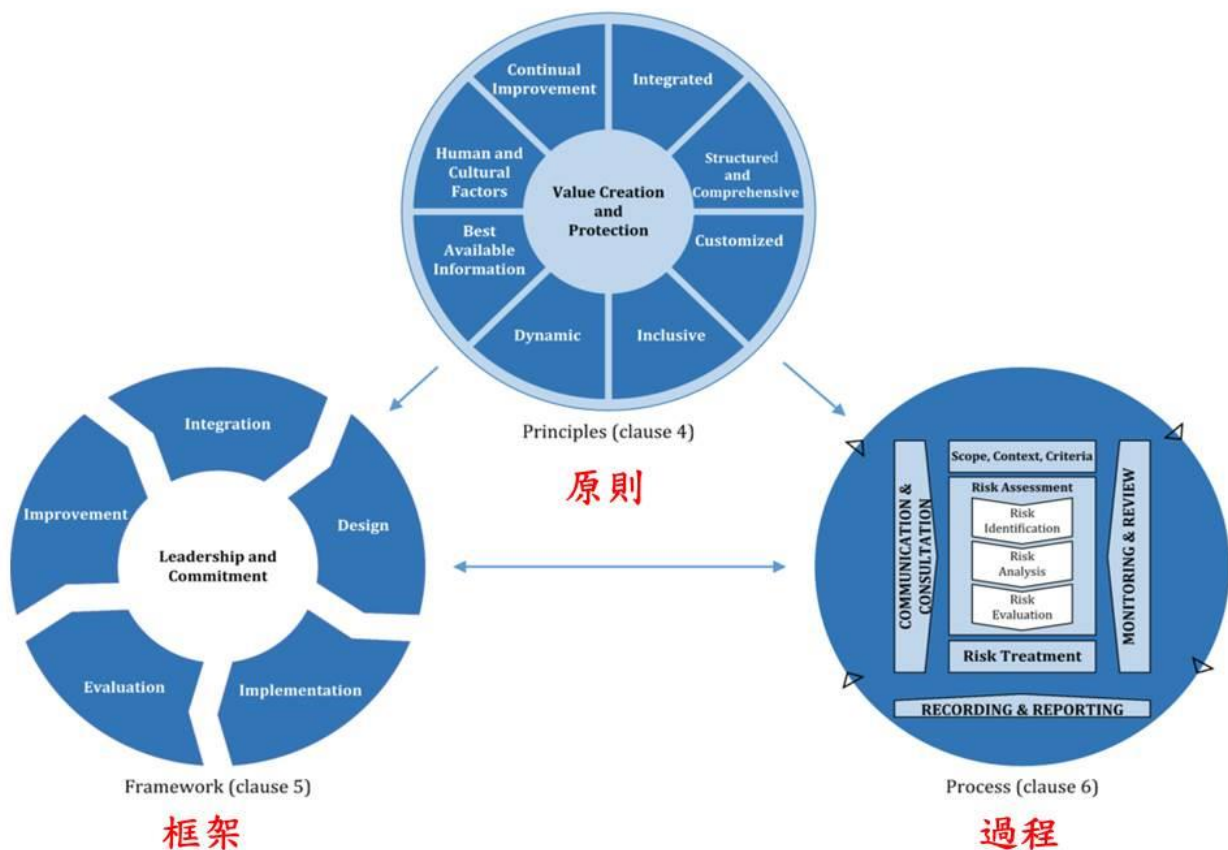 Continual
Improvement
Integrated
Human and
Cultural
Factors
Structured
and
Comprehensive
Value Creation
and
Protection
Best
Available
Information
Customized
Dynamic
Inclusive
Principles (clause 4)
原則
Integration
Improvement
Design
Leadership and
Commitment
Evaluation
Implementation
Framework (clause 5)
框架
Scope, Context, Criteria
Risk Assessment
Risk
Identification
Risk
Analysis
Risk
Evaluation
Risk Treatment
COMMUNICATION &
CONSULTATION
MONITORING & REVIEW
RECORDING & REPORTING
Process (clause 6)
過程